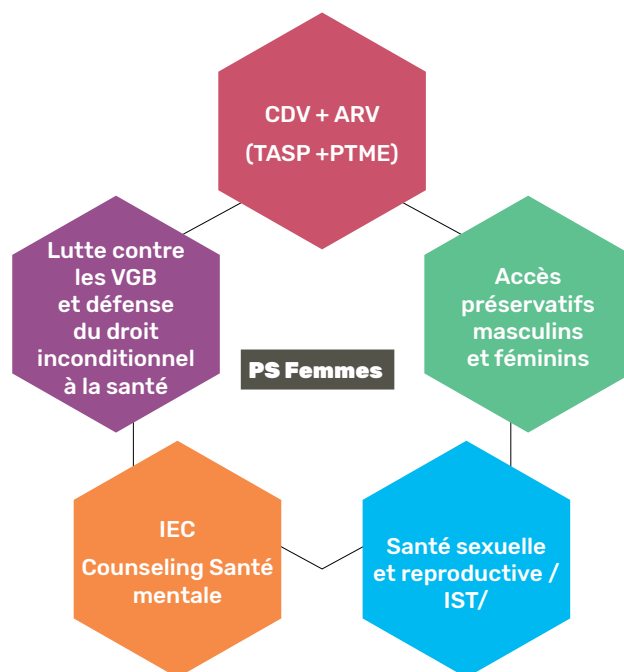 CDV + ARV
(TASP +PTME)
Lutte contre
les VGB
et défense
du droit
inconditionnel
à la santé
Accès
préservatifs
masculins
et féminins
PS Femmes
IEC
Counseling Santé
mentale
Santé sexuelle
et reproductive /
IST/